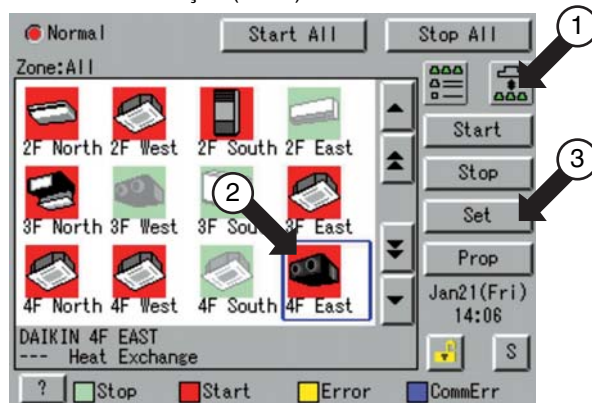 Normal
Start All
Stop All
1
Zone:All
2F North
2F West
2F South
2F East
Start
Stop
3
2
3F North
3F West
3F East
Set
4F North
4F West
4F South
4F East
Prop
Jan21(Fri)
14:06
DAIKIN 4F EAST
--- Heat Exchange
S
?
Stop
Start
Error
CommErr